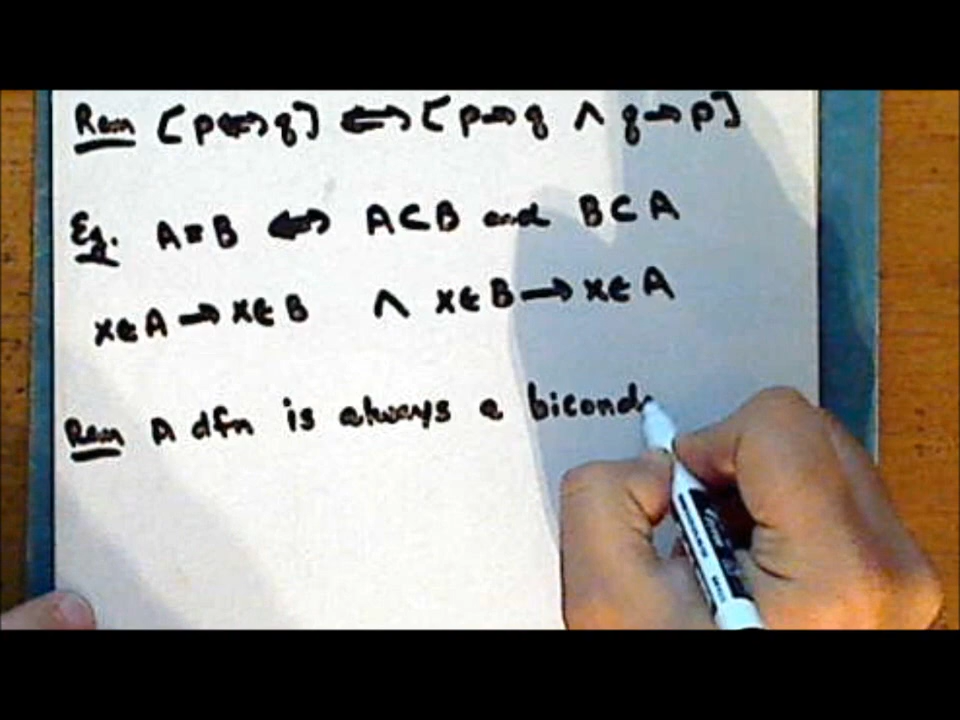 Rem [p⟺q] ⟺ [p⟹q ∧ q⟹p]
Eg. A=B ⟺ A⊂B and B⊂A
x∈A → x∈B ∧ x∈B → x∈A
Rem A dfn is always a bicond